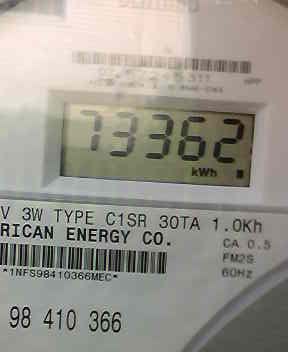 73362
kWh
V 3W TYPE C1SR 30TA 1.0Kh
RICAN ENERGY CO.
CA 0.5
FM2S
60Hz
*1NFS98410366MEC*
98 410 366